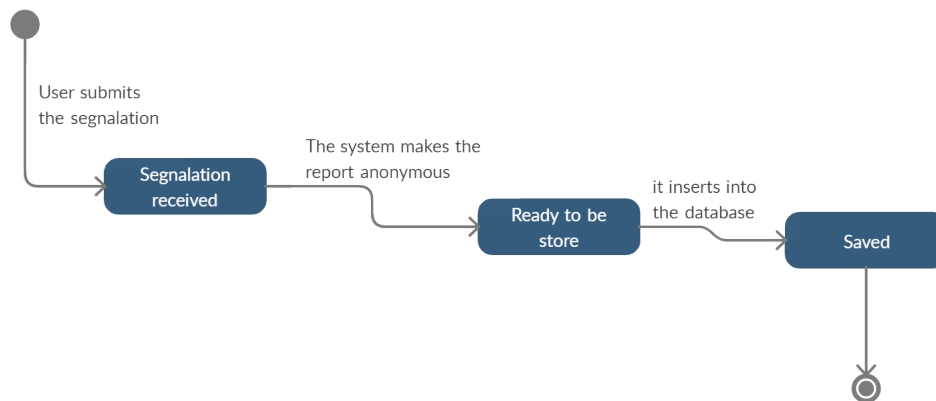 User submits
the segnalation
Segnalation
received
The system makes the
report anonymous
Ready to be
store
it inserts into
the database
Saved